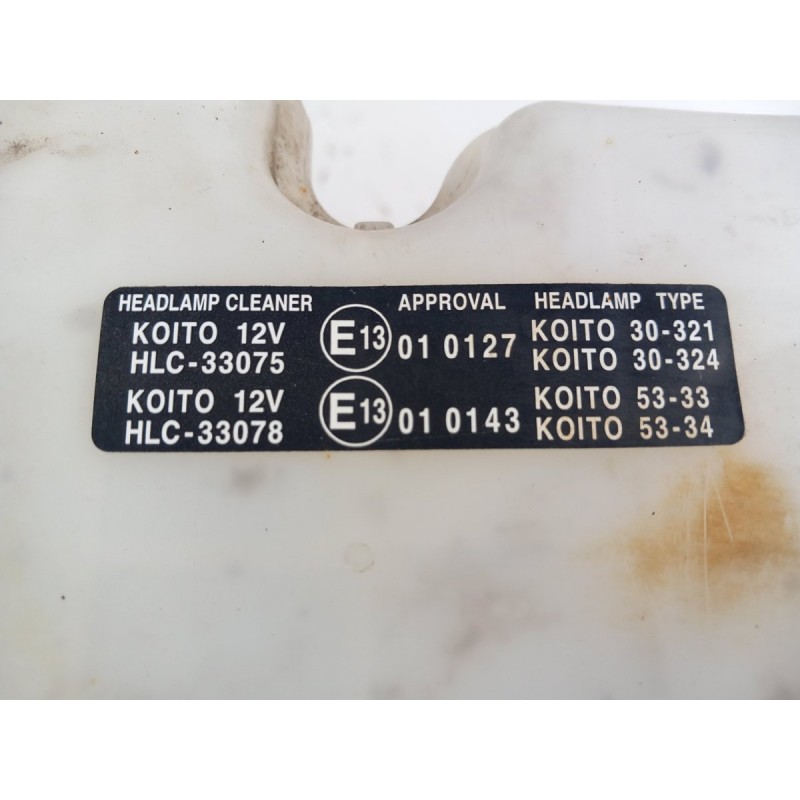 HEADLAMP CLEANER APPROVAL HEADLAMP TYPE
KOITO 12V E13 01 0127 KOITO 30-321
HLC-33075 KOITO 30-324
KOITO 12V E13 01 0143 KOITO 53-33
HLC-33078 KOITO 53-34